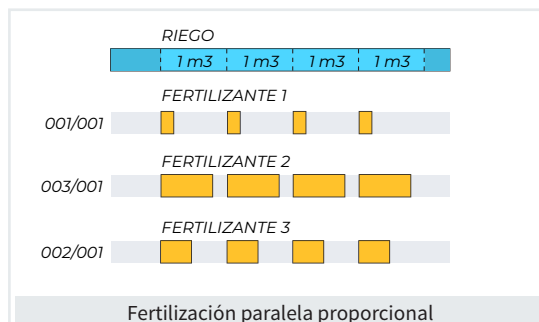 RIEGO
1 m3 1 m3 1 m3 1 m3
FERTILIZANTE 1
001/001
FERTILIZANTE 2
003/001
FERTILIZANTE 3
002/001
Fertilización paralela proporcional